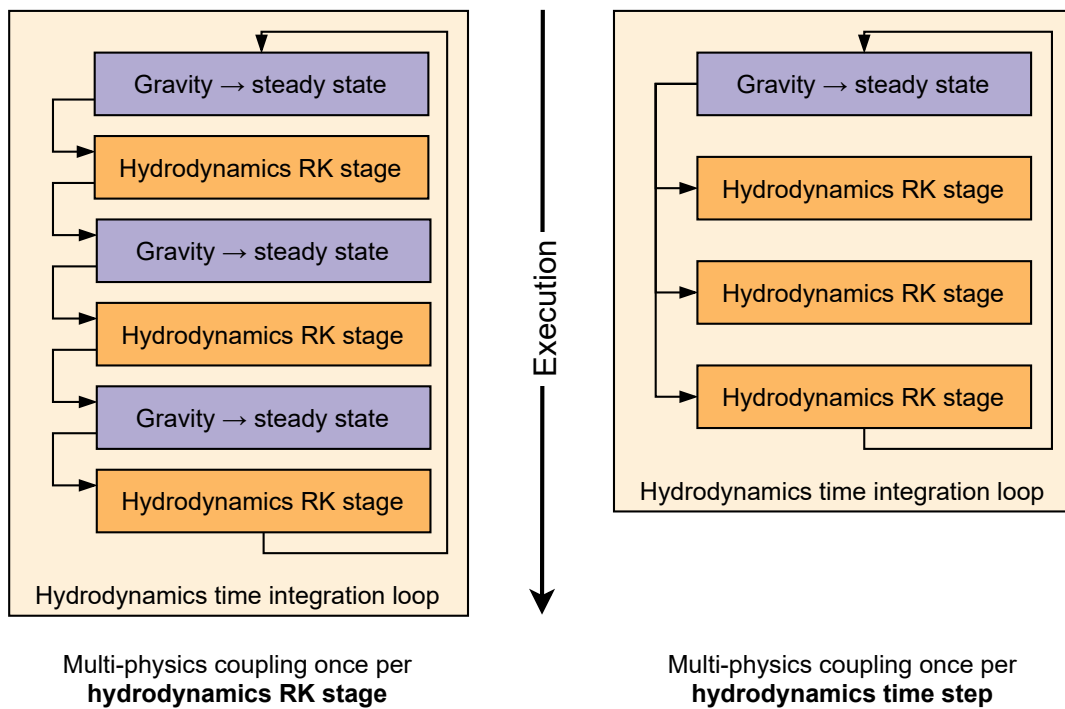 Gravity → steady state
Hydrodynamics RK stage
Gravity → steady state
Hydrodynamics RK stage
Gravity → steady state
Hydrodynamics RK stage
Hydrodynamics time integration loop
Multi-physics coupling once per
hydrodynamics RK stage
Execution
Gravity → steady state
Hydrodynamics RK stage
Hydrodynamics RK stage
Hydrodynamics RK stage
Hydrodynamics time integration loop
Multi-physics coupling once per
hydrodynamics time step